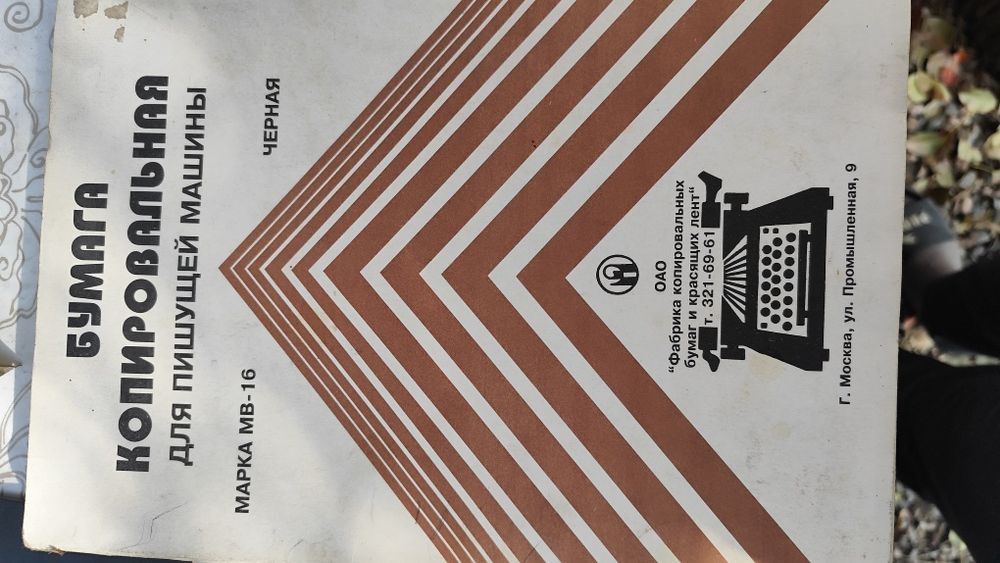 БУМАГА
КОПИРОВАЛЬНАЯ
ДЛЯ ПИШУЩЕЙ МАШИНЫ
МАРКА МВ-16 ЧЕРНАЯ
ОАО
"Фабрика копировальных
бумаг и красящих лент"
т. 321-69-61
г. Москва, ул. Промышленная, 9